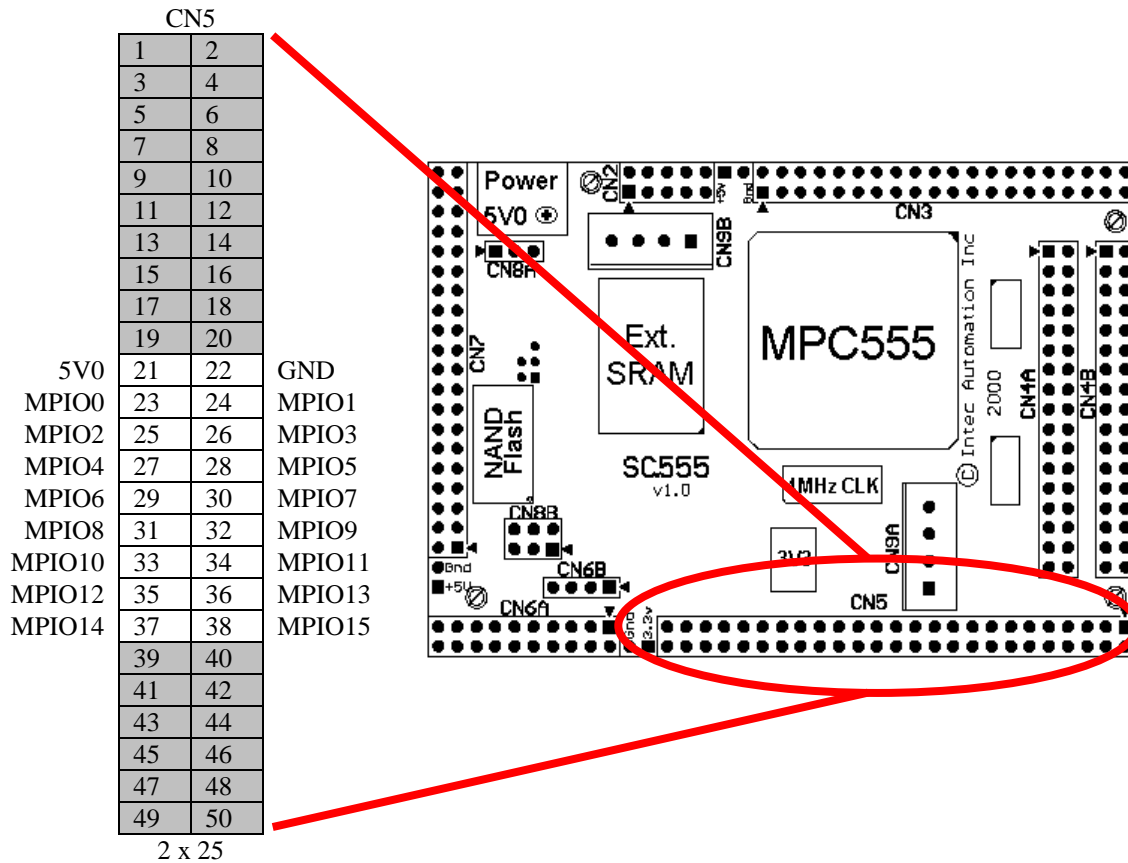 CN5
1 2
3 4
5 6
7 8
9 10
11 12
13 14
15 16
17 18
19 20
5V0 21 22 GND
MPIO0 23 24 MPIO1
MPIO2 25 26 MPIO3
MPIO4 27 28 MPIO5
MPIO6 29 30 MPIO7
MPIO8 31 32 MPIO9
MPIO10 33 34 MPIO11
MPIO12 35 36 MPIO13
MPIO14 37 38 MPIO15
39 40
41 42
43 44
45 46
47 48
49 50
2 x 25
Power
5V0
CN2
+5v
Gnd
CN3
CN8A
CN9B
CN7
Ext.
SRAM
MPC555
© Intec Automation Inc
2000
CN4A
CN4B
NAND
Flash
SC555
v1.0
CN8B
CLK
CN9A
3V3
Gnd
+5V
CN6B
CN6A
CN5
Gnd
3.3v